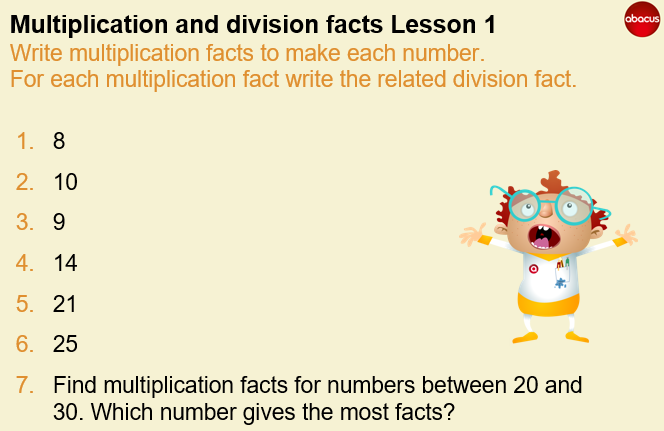 Multiplication and division facts Lesson 1
abacus
Write multiplication facts to make each number.
For each multiplication fact write the related division fact.
1. 8
2. 10
3. 9
4. 14
5. 21
6. 25
7. Find multiplication facts for numbers between 20 and
30. Which number gives the most facts?